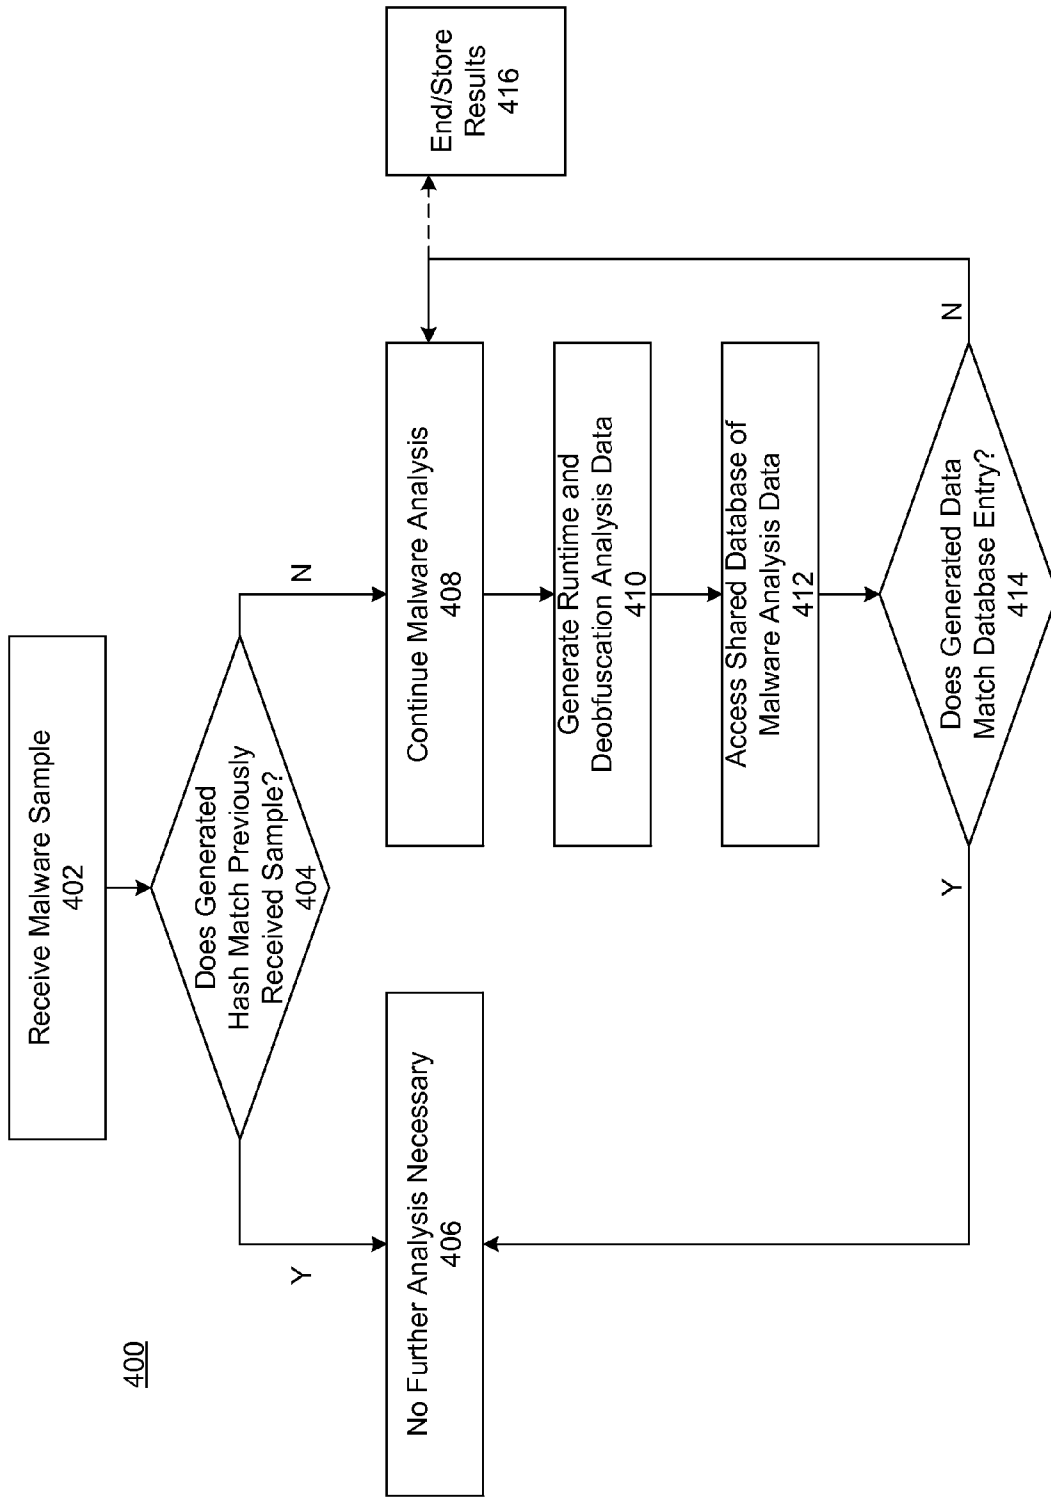 400
Receive Malware Sample
402
Does Generated
Hash Match Previously
Received Sample?
404
Y
N
No Further Analysis Necessary
406
Continue Malware Analysis
408
End/Store
Results
416
Generate Runtime and
Deobfuscation Analysis Data
410
Access Shared Database of
Malware Analysis Data
412
Does Generated Data
Match Database Entry?
414
Y
N